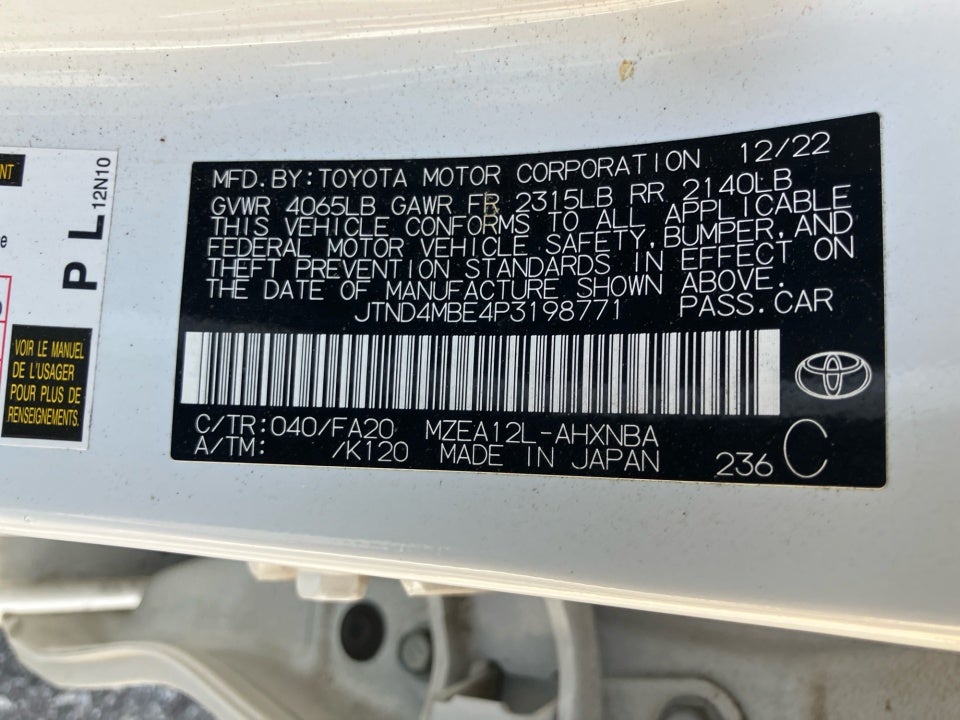 NT
12N10
P L
e
VOIR LE MANUEL
DE L'USAGER
POUR PLUS DE
RENSEIGNEMENTS.
MFD.BY:TOYOTA MOTOR CORPORATION 12/22
GVWR 4065LB GAWR FR 2315LB RR 2140LB
THIS VEHICLE CONFORMS TO ALL APPLICABLE
FEDERAL MOTOR VEHICLE SAFETY,BUMPER,AND
THEFT PREVENTION STANDARDS IN EFFECT ON
THE DATE OF MANUFACTURE SHOWN ABOVE.
JTND4MBE4P3198771 PASS.CAR
C/TR:040/FA20 MZEA12L-AHXNBA
A/TM: /K120 MADE IN JAPAN 236 C